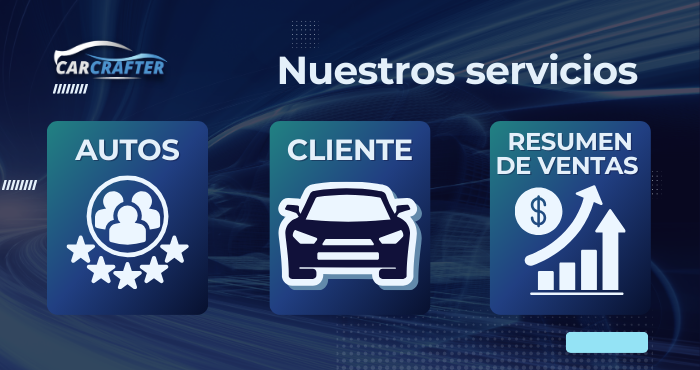 CARCRAFTER
Nuestros servicios
AUTOS
CLIENTE
RESUMEN
DE VENTAS
$